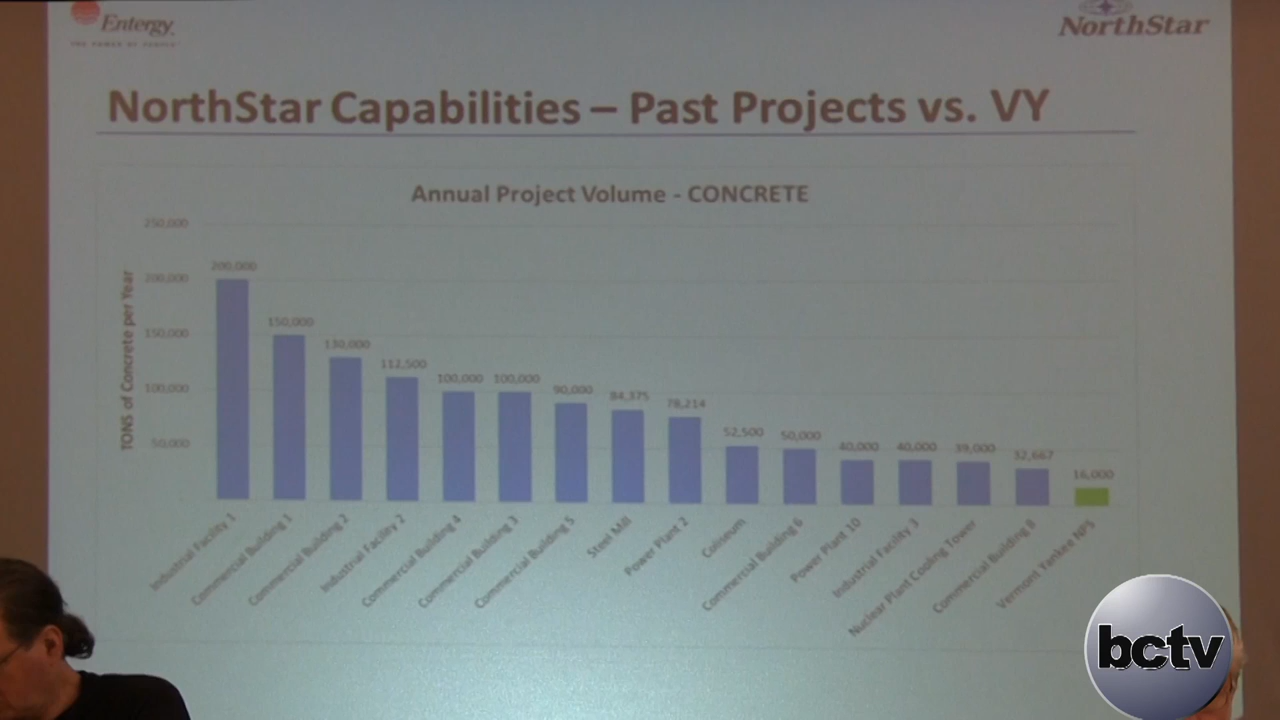 Entergy
NorthStar
NorthStar Capabilities – Past Projects vs. VY
Annual Project Volume - CONCRETE
TONS of Concrete per Year
250,000
200,000
150,000
100,000
50,000
200,000
150,000
130,000
112,500
100,000
100,000
90,000
84,375
78,214
52,500
50,000
40,000
40,000
39,000
32,667
16,000
Industrial Facility 1
Commercial Building 1
Commercial Building 2
Industrial Facility 2
Commercial Building 4
Commercial Building 3
Commercial Building 5
Steel Mill
Power Plant 2
Coliseum
Commercial Building 6
Power Plant 10
Industrial Facility 3
Nuclear Plant Cooling Tower
Commercial Building 8
Vermont Yankee NPS
bctv